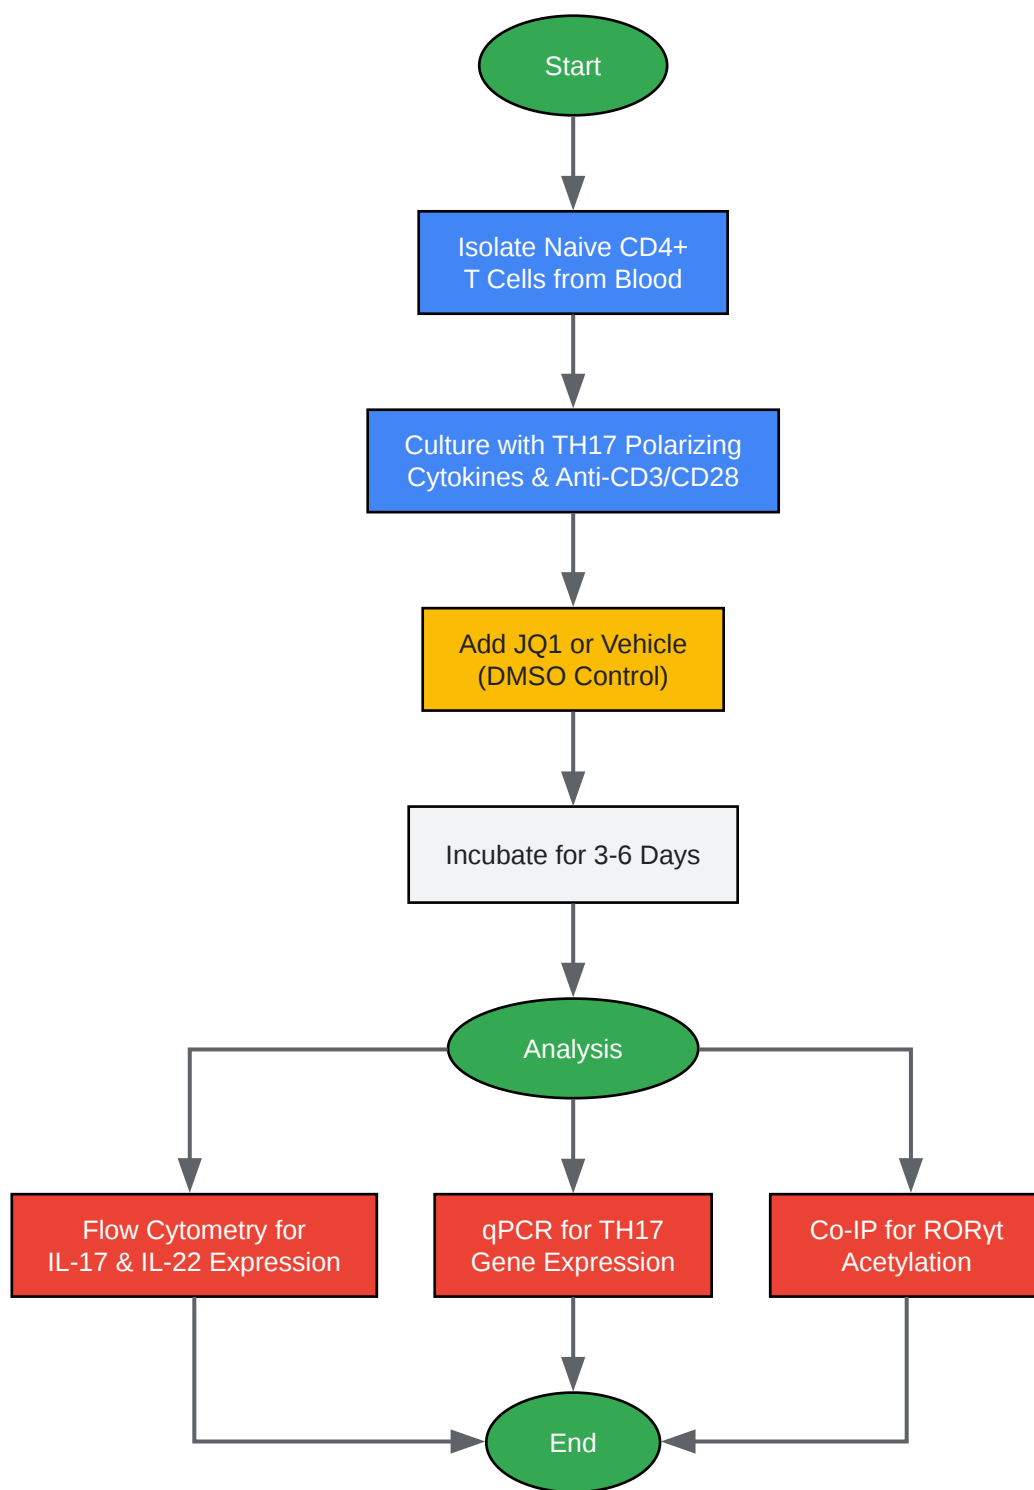 Start
Isolate Naive CD4+
T Cells from Blood
Culture with TH17 Polarizing
Cytokines & Anti-CD3/CD28
Add JQ1 or Vehicle
(DMSO Control)
Incubate for 3-6 Days
Analysis
Flow Cytometry for
IL-17 & IL-22 Expression
qPCR for TH17
Gene Expression
Co-IP for RORγt
Acetylation
End